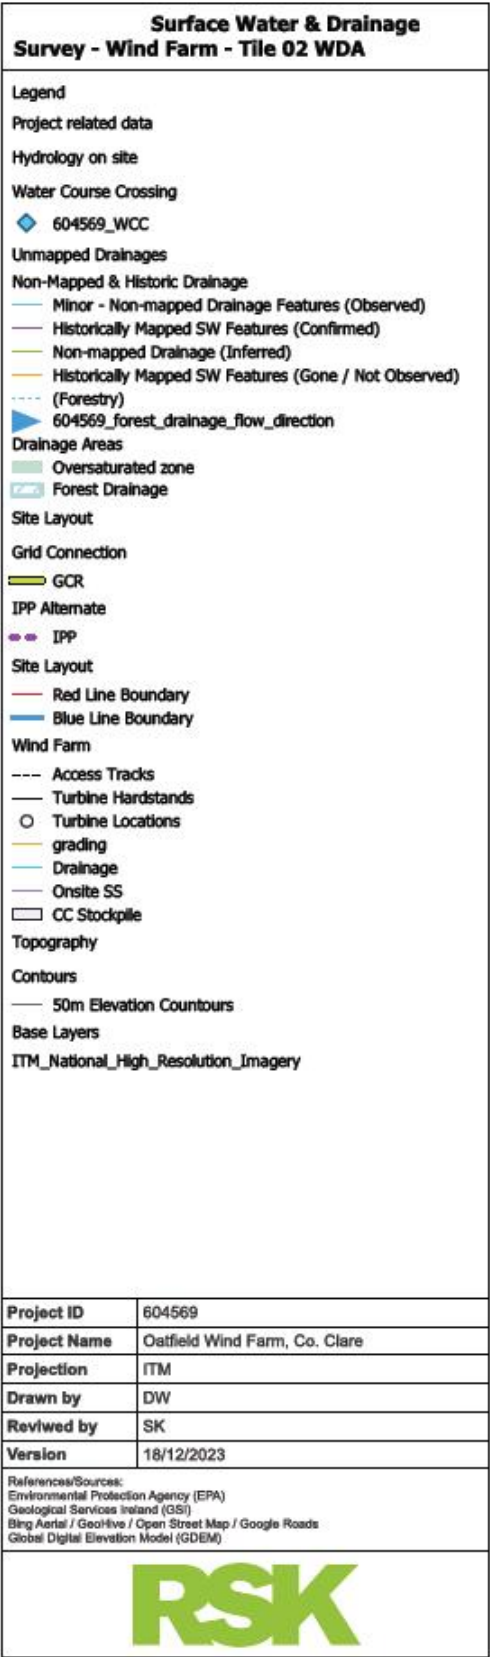 Surface Water & Drainage
Survey - Wind Farm - Tile 02 WDA
Legend
Project related data
Hydrology on site
Water Course Crossing
604569_WCC
Unmapped Drainages
Non-Mapped & Historic Drainage
Minor - Non-mapped Drainage Features (Observed)
Historically Mapped SW Features (Confirmed)
Non-mapped Drainage (Inferred)
Historically Mapped SW Features (Gone / Not Observed)
(Forestry)
604569_forest_drainage_flow_direction
Drainage Areas
Oversaturated zone
Forest Drainage
Site Layout
Grid Connection
GCR
IPP Alternate
IPP
Site Layout
Red Line Boundary
Blue Line Boundary
Wind Farm
Access Tracks
Turbine Hardstands
Turbine Locations
grading
Drainage
Onsite SS
CC Stockpile
Topography
Contours
50m Elevation Countours
Base Layers
ITM_National_High_Resolution_Imagery
Project ID 604569
Project Name Oatfield Wind Farm, Co. Clare
Projection ITM
Drawn by DW
Reviwed by SK
Version 18/12/2023
References/Sources:
Environmental Protection Agency (EPA)
Geological Services Ireland (GSI)
Bing Aerial / GeoHive / Open Street Map / Google Roads
Global Digital Elevation Model (GDEM)
RSK